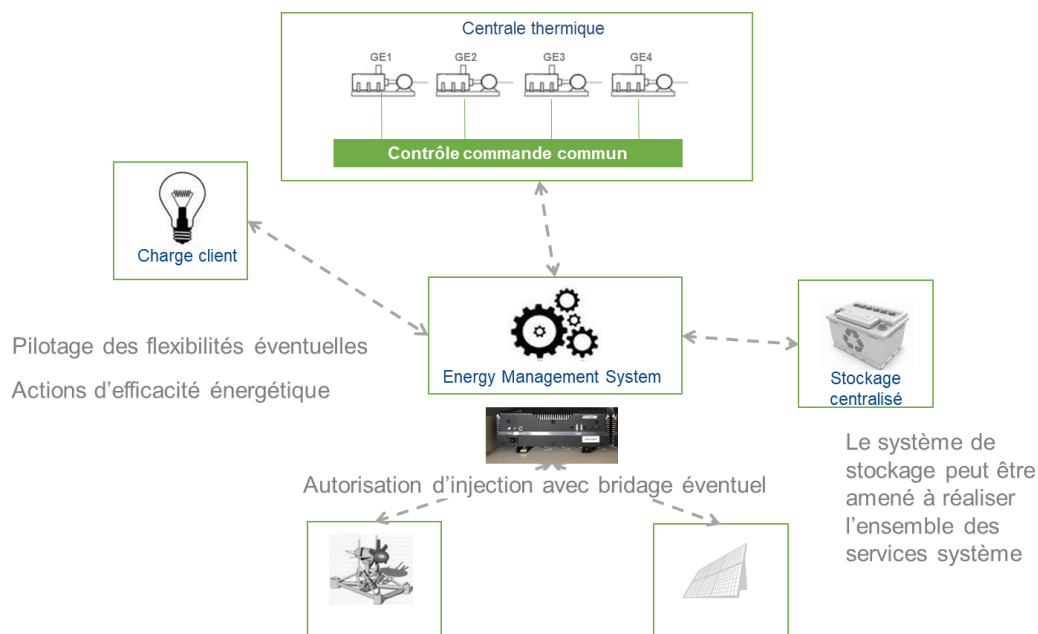 Centrale thermique
GE1 GE2 GE3 GE4
Contrôle commande commun
Charge client
Pilotage des flexibilités éventuelles
Actions d’efficacité énergétique
Energy Management System
Stockage
centralisé
Le système de
stockage peut être
amené à réaliser
l’ensemble des
services système
AAEON
Autorisation d’injection avec bridage éventuel